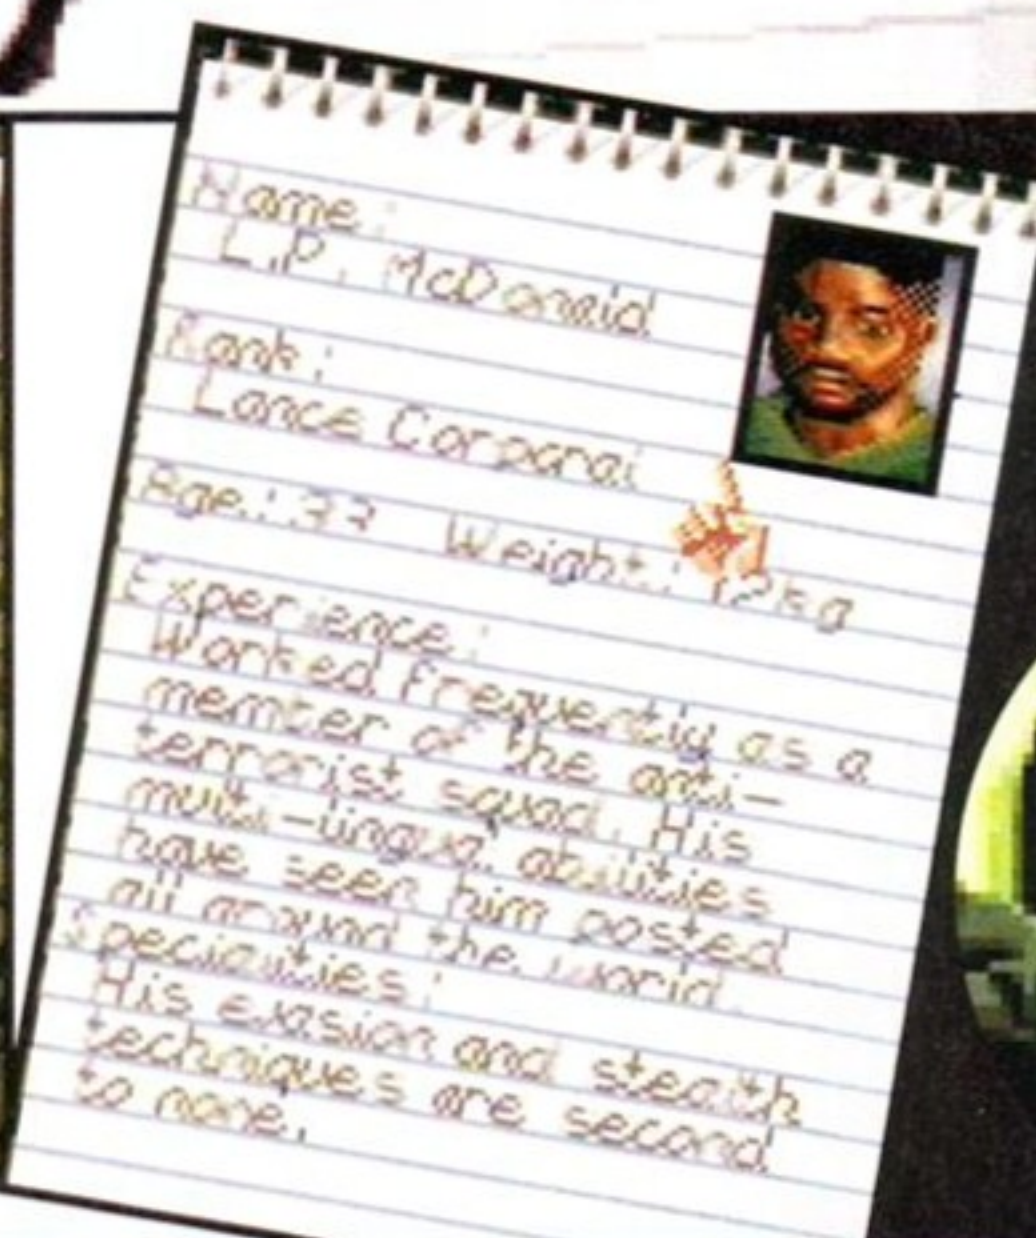 Name:
L.P. McDoneld
Rank:
Lance Corporal
Age: 33 Weight:
Experience:
Worked frequently as a
member of the anti-
terrorist squad. His
multi-lingual abilities
have seen him posted
all around the world.
Specialities:
His evasion and stealth
techniques are second
to none.